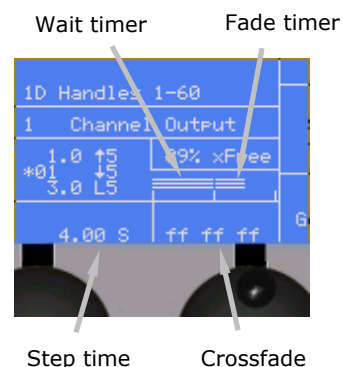 Wait timer
Fade timer
1D Handles 1-60
1 Channel Output
1.0 ↑5
89% xFree
*01 ↓5
3.0 L5
G
4.00 S
ff ff ff
Step time
Crossfade